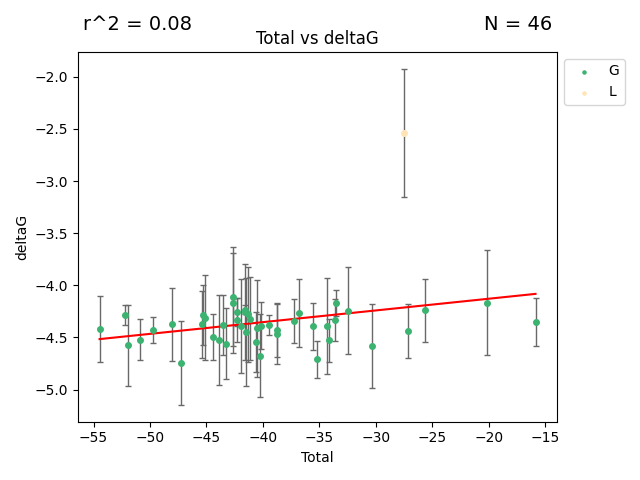 r^2 = 0.08
N = 46
Total vs deltaG
G
L
deltaG
−2.0
−2.5
−3.0
−3.5
−4.0
−4.5
−5.0
−55 −50 −45 −40 −35 −30 −25 −20 −15
Total